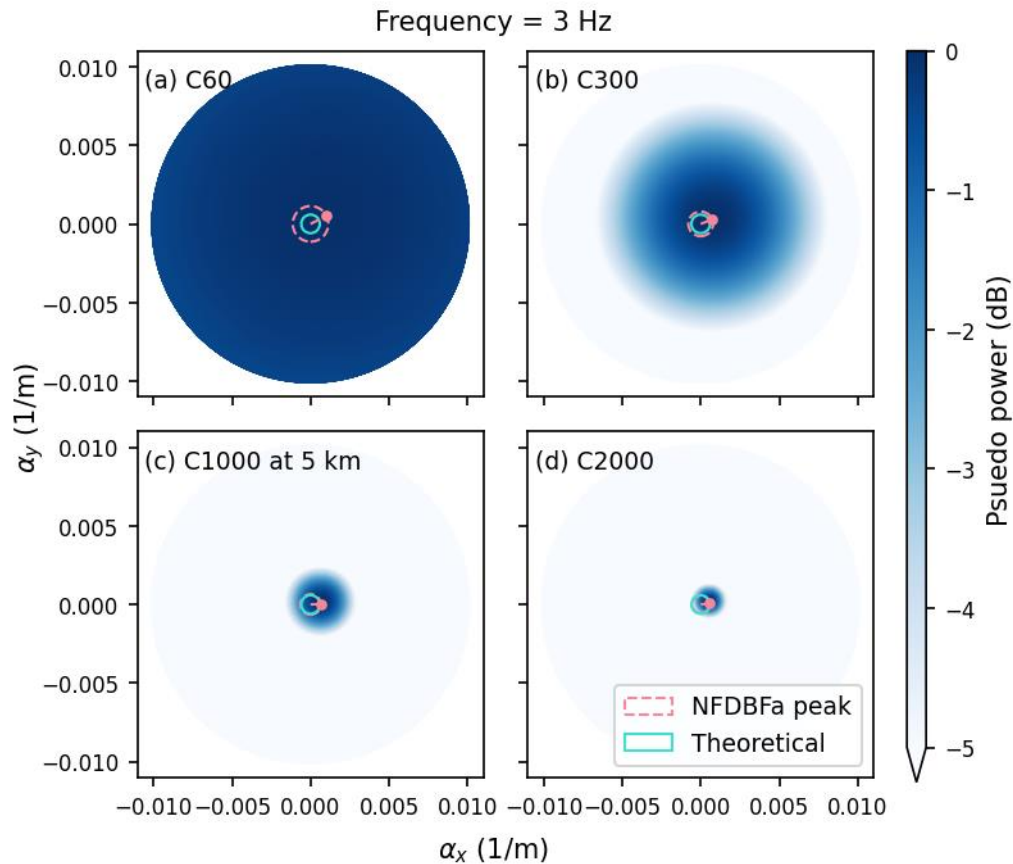 Frequency = 3 Hz
(a) C60
(b) C300
0.010
0.005
0.000
−0.005
−0.010
(c) C1000 at 5 km
(d) C2000
0.010
0.005
0.000
−0.005
−0.010
−0.010 −0.005 0.000 0.005 0.010
−0.010 −0.005 0.000 0.005 0.010
NFDBFa peak
Theoretical
αy (1/m)
αx (1/m)
0
−1
−2
−3
−4
−5
Psuedo power (dB)